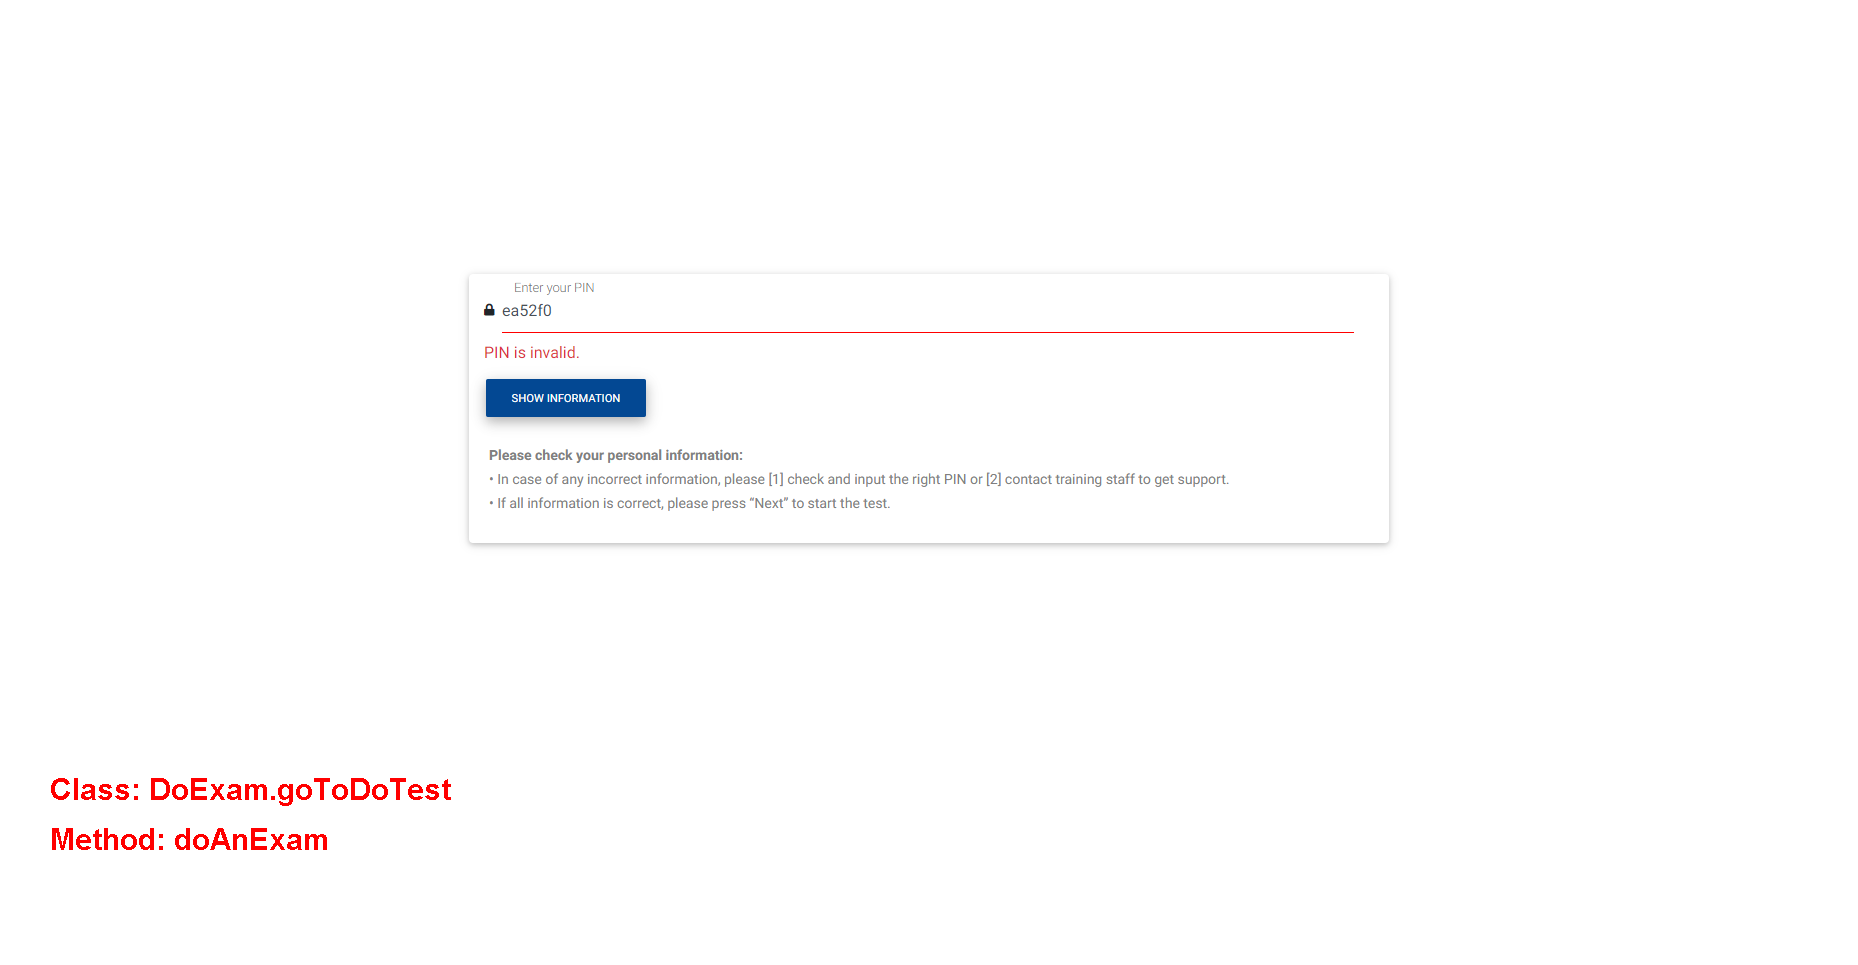 Enter your PIN
ea52f0
PIN is invalid.
SHOW INFORMATION
Please check your personal information:
• In case of any incorrect information, please [1] check and input the right PIN or [2] contact training staff to get support.
• If all information is correct, please press “Next” to start the test.
Class: DoExam.goToDoTest
Method: doAnExam